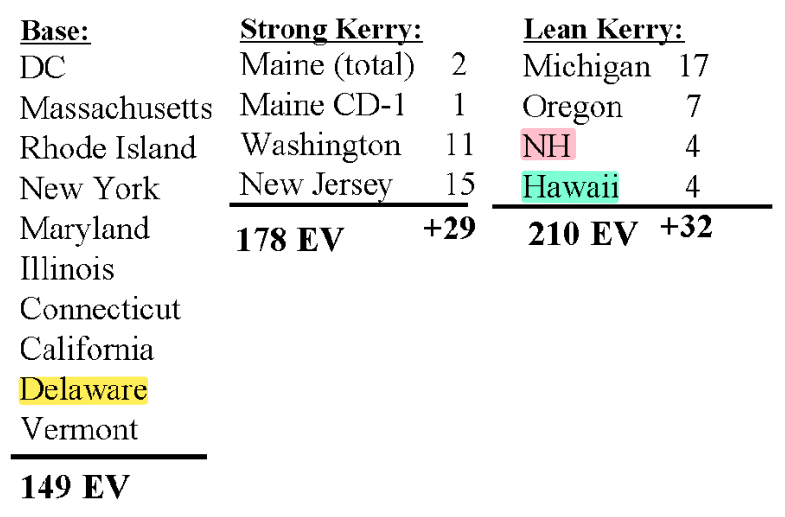 Base:
DC
Massachusetts
Rhode Island
New York
Maryland
Illinois
Connecticut
California
Delaware
Vermont
149 EV
Strong Kerry:
Maine (total) 2
Maine CD-1 1
Washington 11
New Jersey 15
178 EV +29
Lean Kerry:
Michigan 17
Oregon 7
NH 4
Hawaii 4
210 EV +32